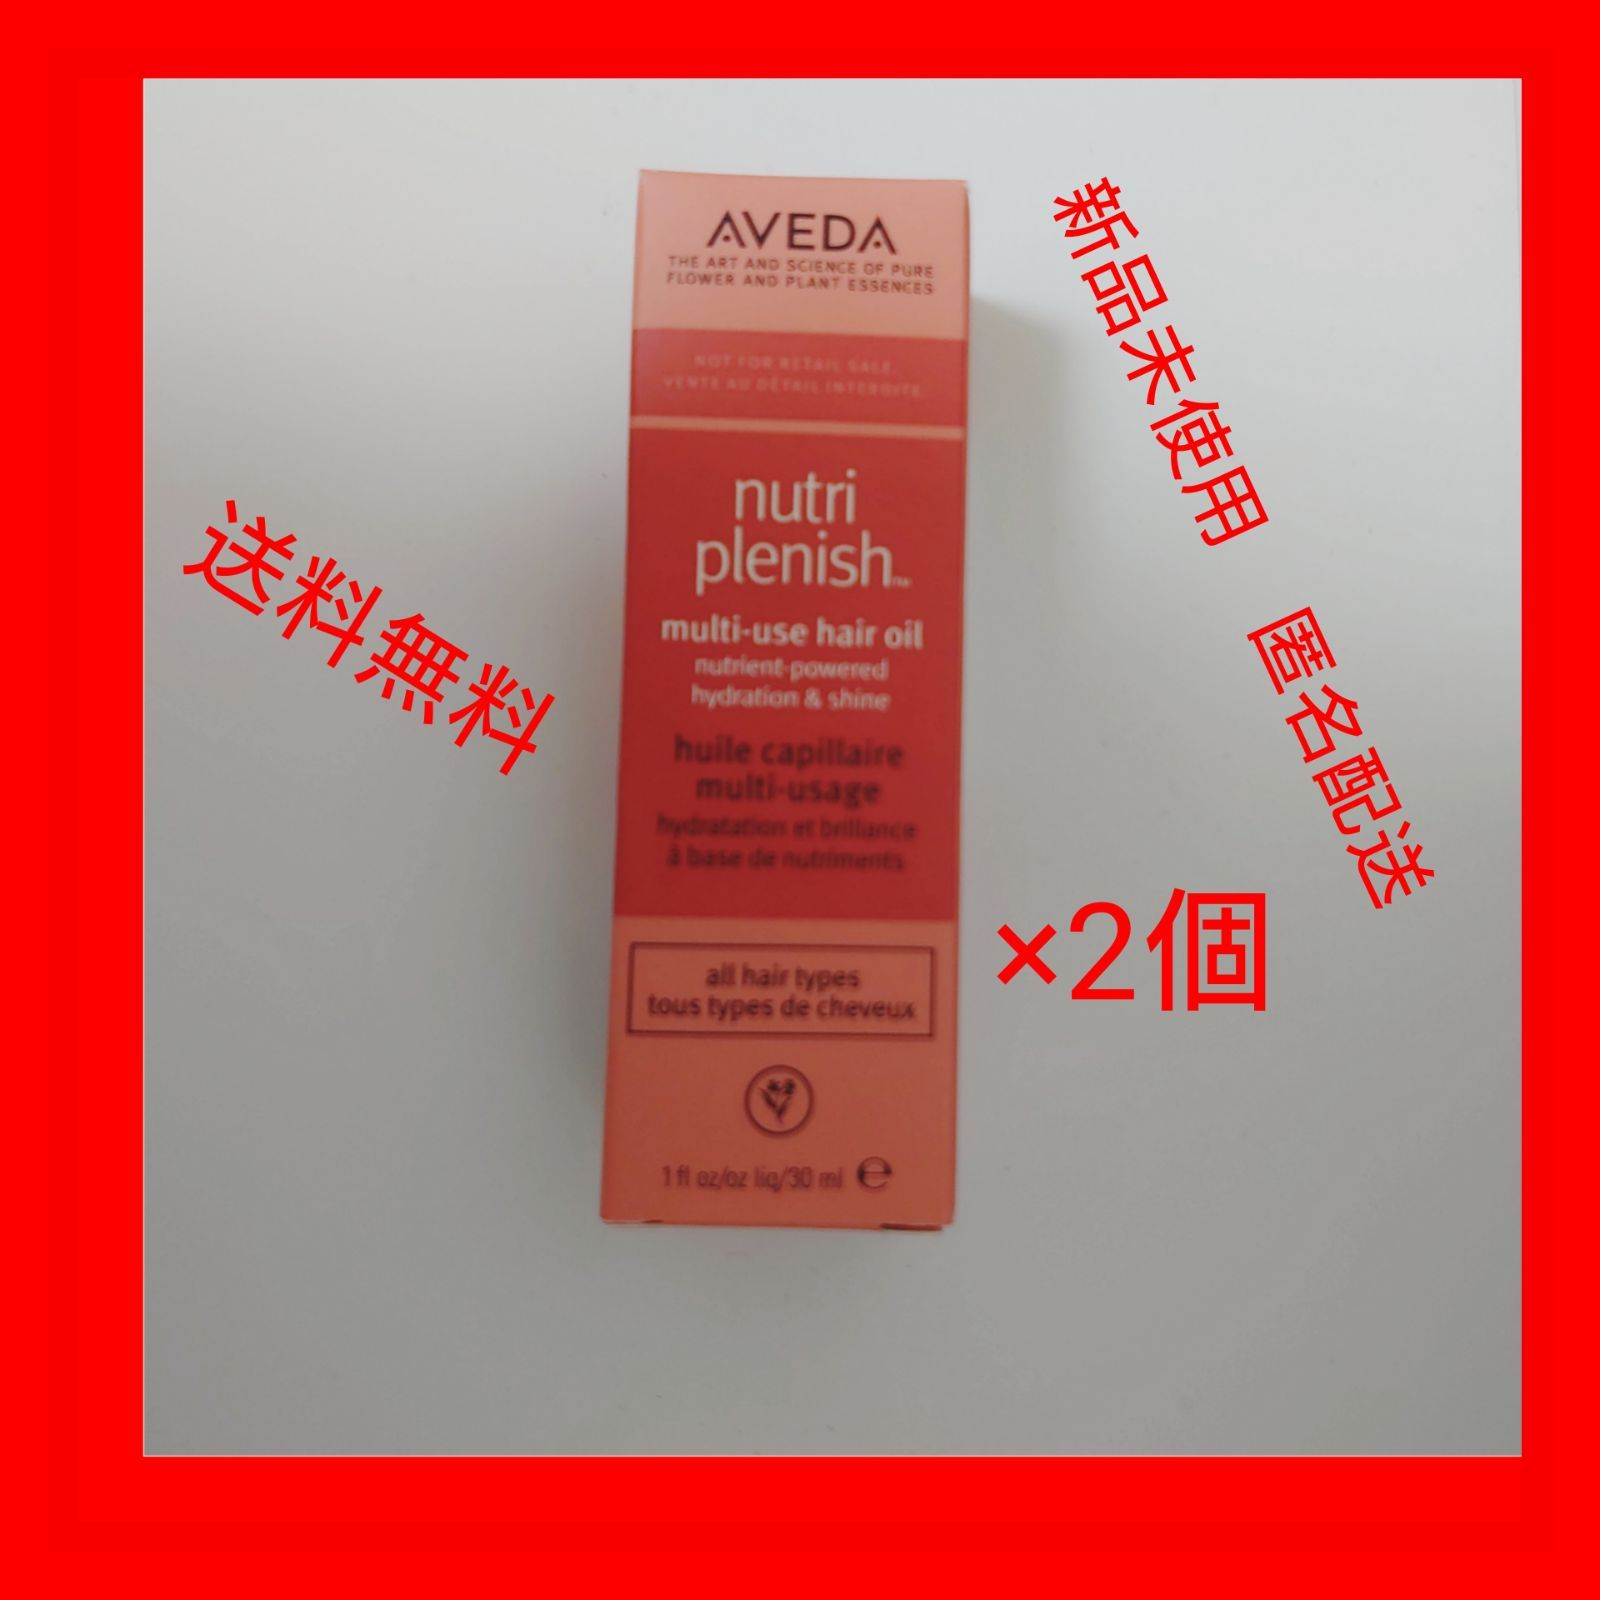 AVEDA
THE ART AND SCIENCE OF PURE
FLOWER AND PLANT ESSENCES
NOT FOR RETAIL SALE.
VENTE AU DÉTAIL INTERDITE.
nutri
plenish™
multi-use hair oil
nutrient-powered
hydration & shine
huile capillaire
multi-usage
hydratation et brillance
à base de nutriments
all hair types
tous types de cheveux
1 fl oz/oz liq/30 ml e
送料無料
新品未使用 匿名配送
×2個